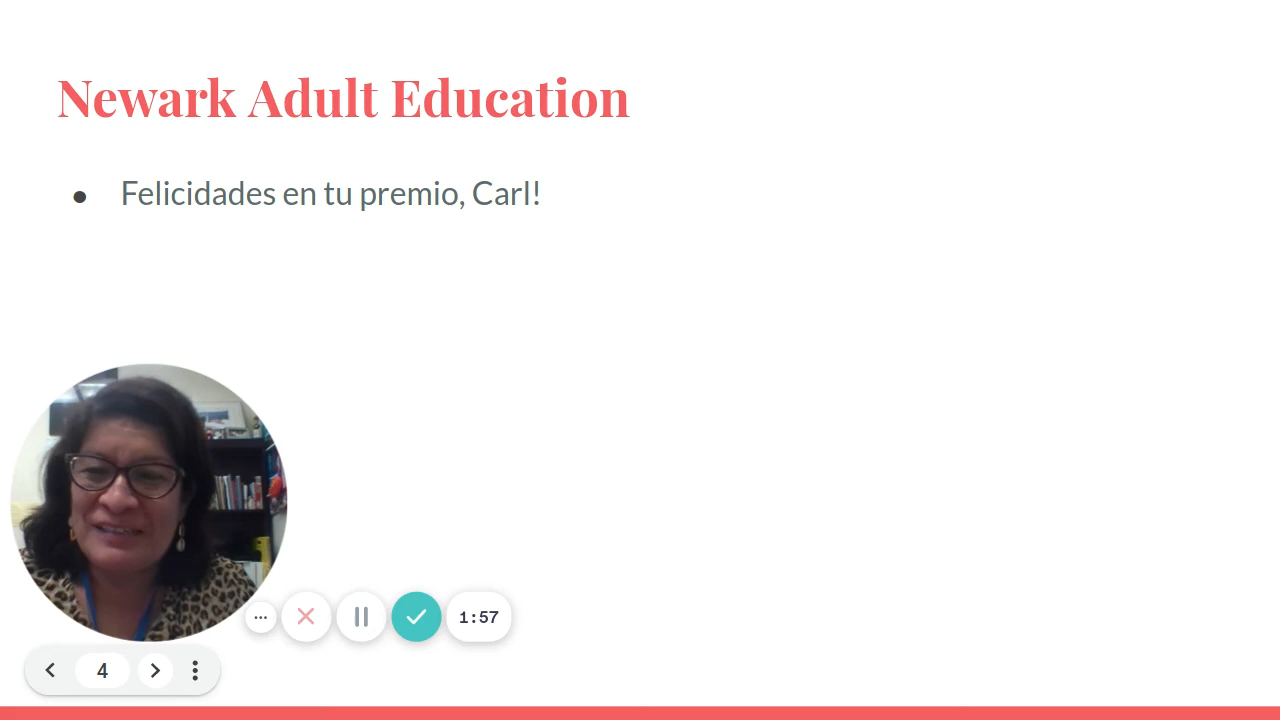 Newark Adult Education
● Felicidades en tu premio, Carl!
1:57
4